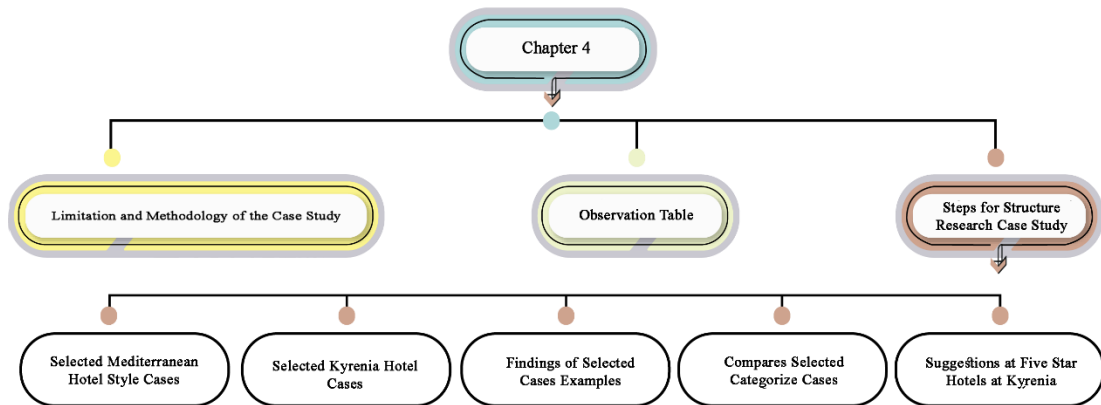 Chapter 4
Limitation and Methodology of the Case Study
Observation Table
Steps for Structure
Research Case Study
Selected Mediterranean
Hotel Style Cases
Selected Kyrenia Hotel
Cases
Findings of Selected
Cases Examples
Compares Selected
Categorize Cases
Suggestions at Five Star
Hotels at Kyrenia